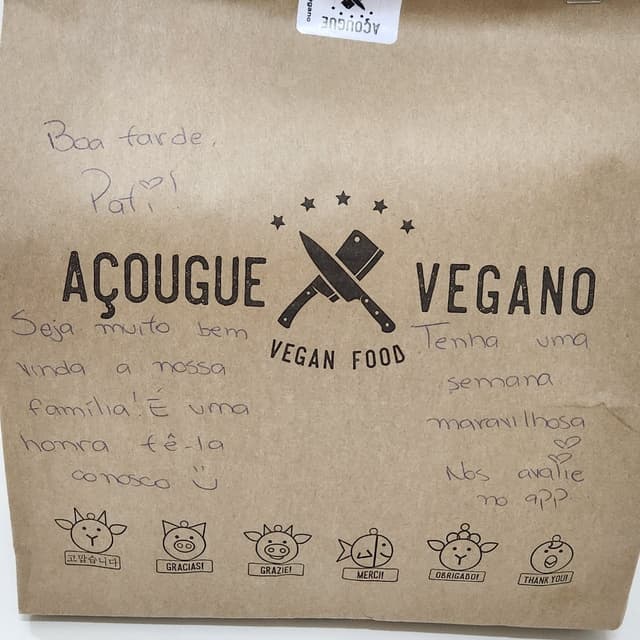 AÇOUGUE
Boa tarde,
Pati!
AÇOUGUE VEGANO
VEGAN FOOD
Seja muito bem
vinda a nossa
família! É uma
honra tê-la
conosco
Tenha uma
semana
maravilhosa
Nos avalie
no app
고맙습니다
GRACIAS!
GRAZIE!
MERCI!
OBRIGADO!
THANK YOU!